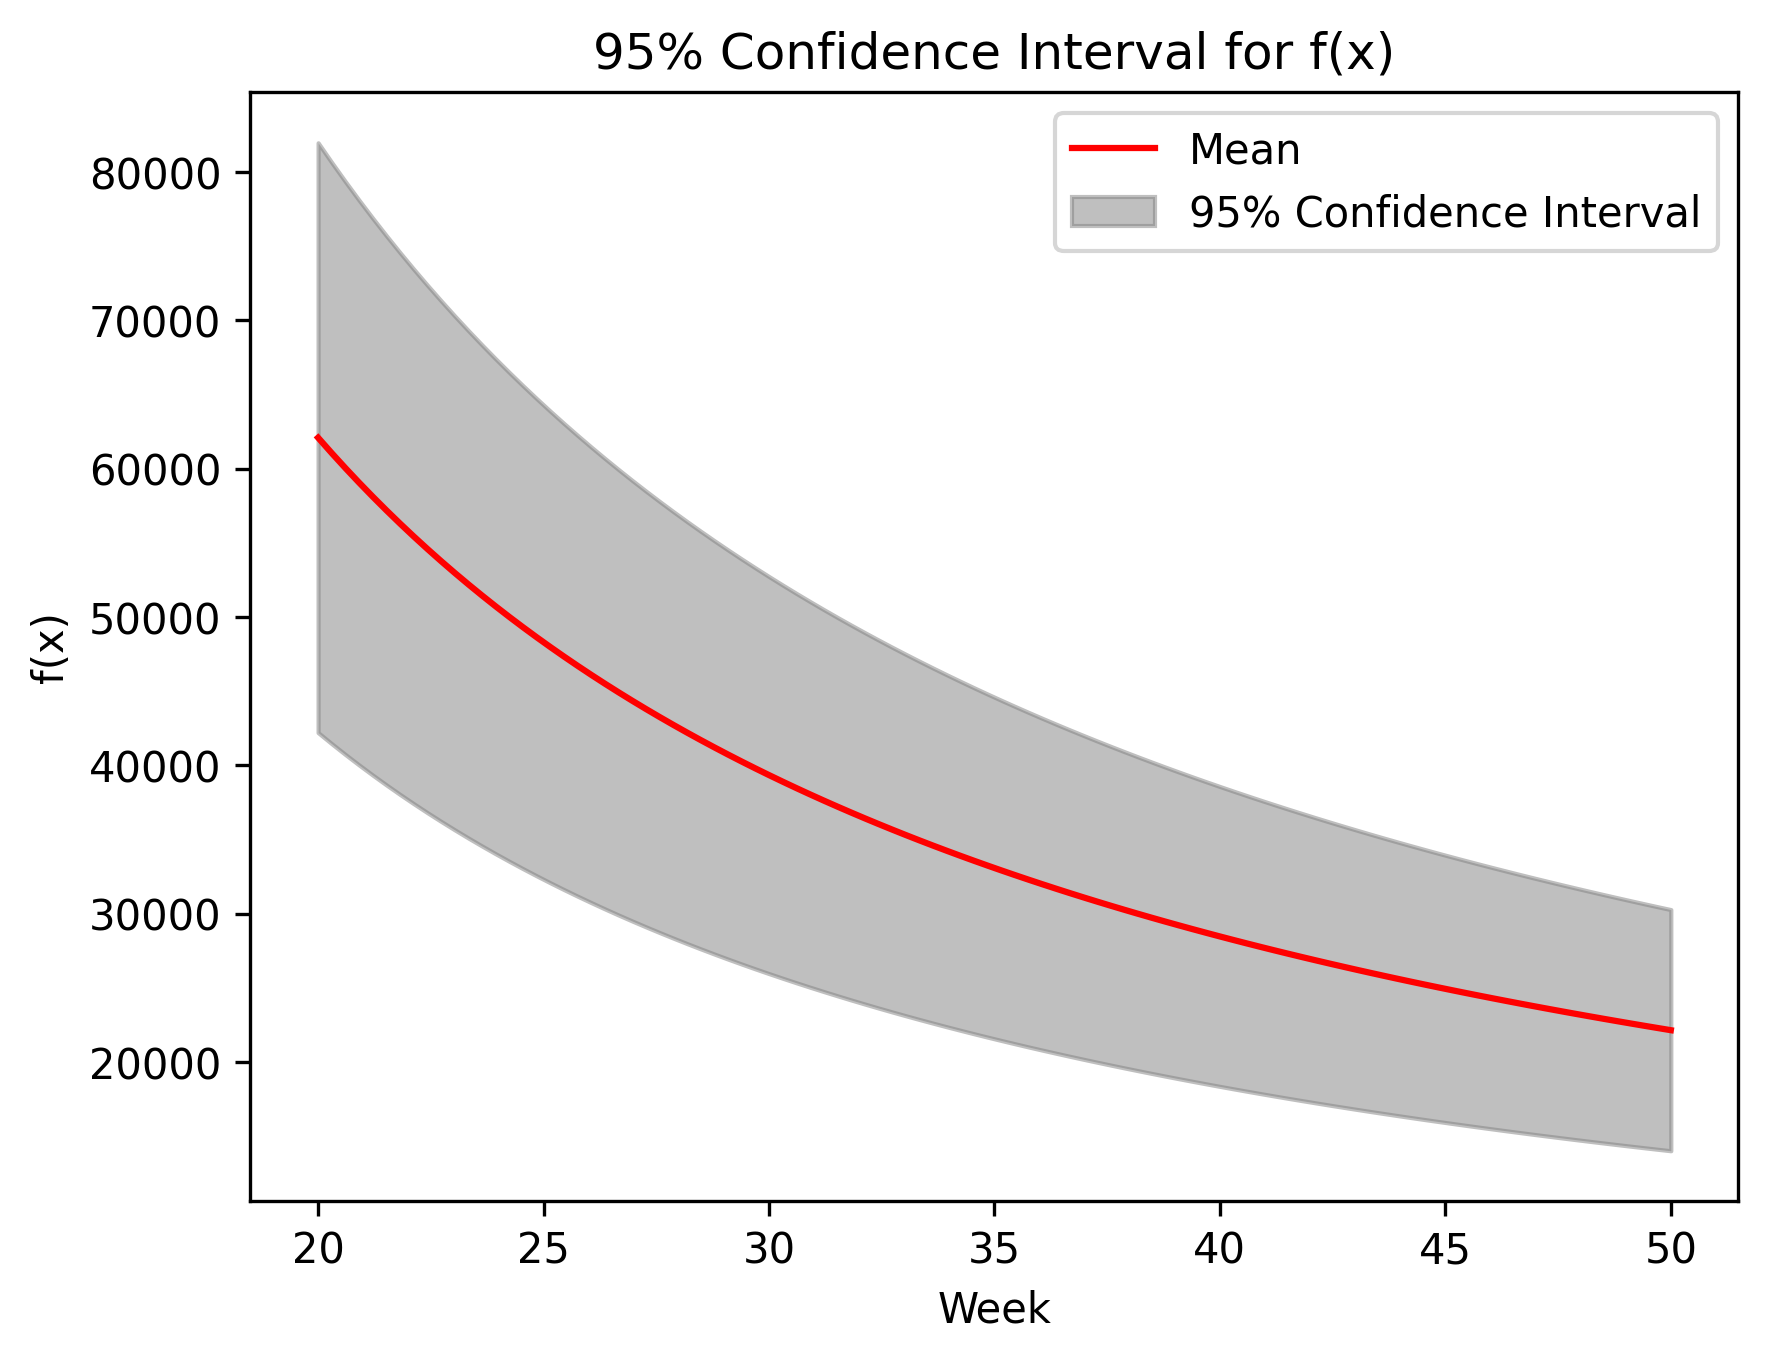 95% Confidence Interval for f(x)
Mean
95% Confidence Interval
f(x)
80000
70000
60000
50000
40000
30000
20000
20 25 30 35 40 45 50
Week